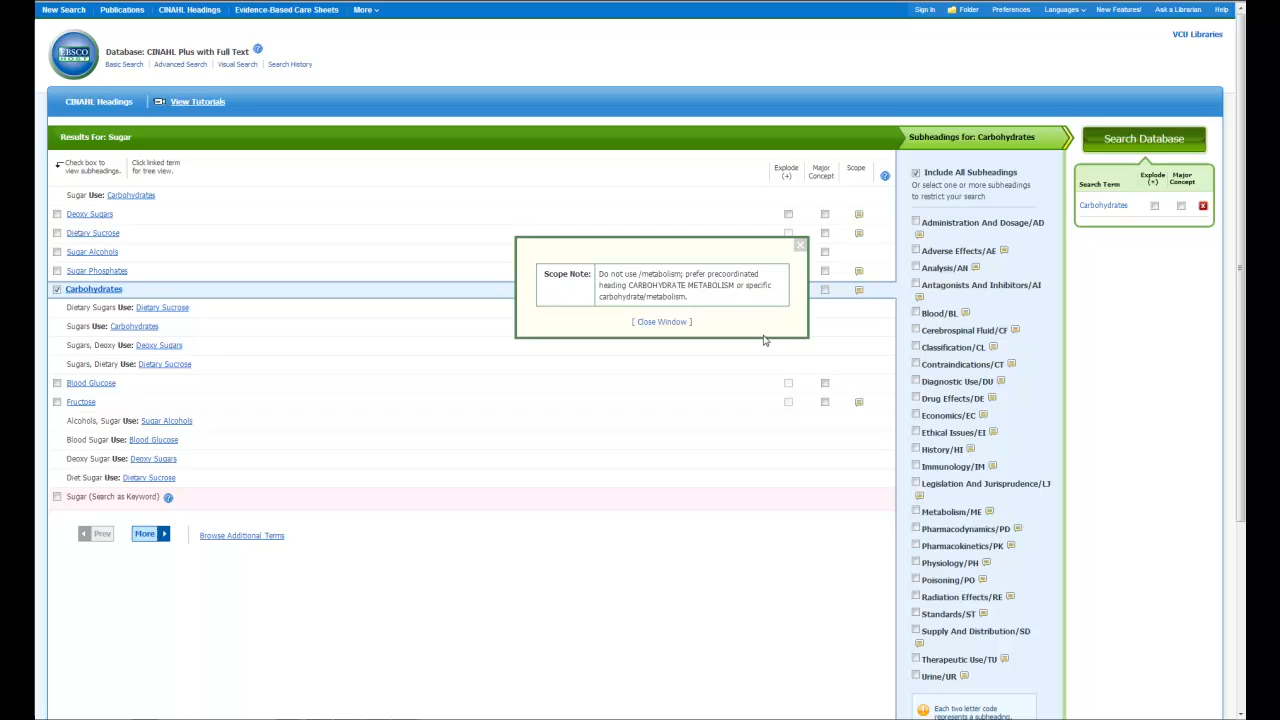 New Search Publications CINAHL Headings Evidence-Based Care Sheets More
Sign In Folder Preferences Languages New Features! Ask a Librarian Help
VCU Libraries
EBSCO
HOST
Database: CINAHL Plus with Full Text
Basic Search Advanced Search Visual Search Search History
CINAHL Headings View Tutorials
Results For: Sugar
Check box to
view subheadings.
Click linked term
for tree view.
Explode
(+)
Major
Concept
Scope
Sugar Use: Carbohydrates
Deoxy Sugars
Dietary Sucrose
Sugar Alcohols
Sugar Phosphates
Carbohydrates
Dietary Sugars Use: Dietary Sucrose
Sugars Use: Carbohydrates
Sugars, Deoxy Use: Deoxy Sugars
Sugars, Dietary Use: Dietary Sucrose
Blood Glucose
Fructose
Alcohols, Sugar Use: Sugar Alcohols
Blood Sugar Use: Blood Glucose
Deoxy Sugar Use: Deoxy Sugars
Diet Sugar Use: Dietary Sucrose
Sugar (Search as Keyword)
Prev More Browse Additional Terms
Scope Note: Do not use /metabolism; prefer precoordinated
heading CARBOHYDRATE METABOLISM or specific
carbohydrate/metabolism.
[ Close Window ]
Subheadings for: Carbohydrates
Include All Subheadings
Or select one or more subheadings
to restrict your search
Administration And Dosage/AD
Adverse Effects/AE
Analysis/AN
Antagonists And Inhibitors/AI
Blood/BL
Cerebrospinal Fluid/CF
Classification/CL
Contraindications/CT
Diagnostic Use/DU
Drug Effects/DE
Economics/EC
Ethical Issues/EI
History/HI
Immunology/IM
Legislation And Jurisprudence/LJ
Metabolism/ME
Pharmacodynamics/PD
Pharmacokinetics/PK
Physiology/PH
Poisoning/PO
Radiation Effects/RE
Standards/ST
Supply And Distribution/SD
Therapeutic Use/TU
Urine/UR
Each two letter code
represents a subheading.
Search Database
Search Term
Explode
(+)
Major
Concept
Carbohydrates